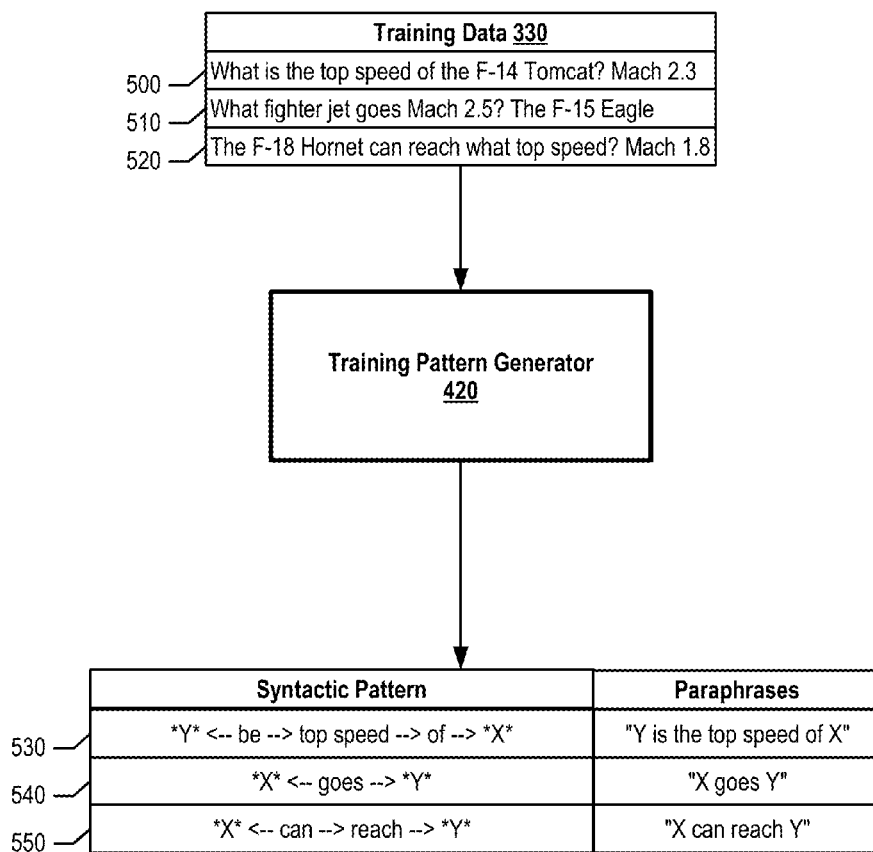 Training Data 330
500 What is the top speed of the F-14 Tomcat? Mach 2.3
510 What fighter jet goes Mach 2.5? The F-15 Eagle
520 The F-18 Hornet can reach what top speed? Mach 1.8
Training Pattern Generator
420
Syntactic Pattern Paraphrases
530 *Y* <-- be --> top speed --> of --> *X* "Y is the top speed of X"
540 *X* <-- goes --> *Y* "X goes Y"
550 *X* <-- can --> reach --> *Y* "X can reach Y"